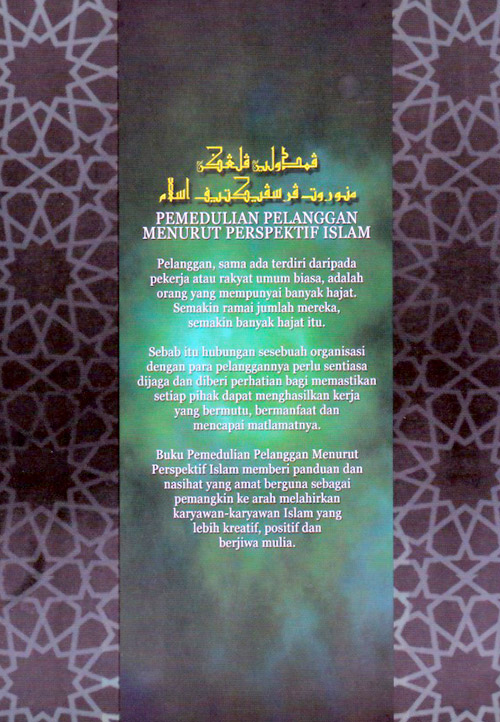 ڤمدولين ڤلڠݢن
منوروت ڤرسڤيکتيف اسلام
PEMEDULIAN PELANGGAN
MENURUT PERSPEKTIF ISLAM
Pelanggan, sama ada terdiri daripada
pekerja atau rakyat umum biasa, adalah
orang yang mempunyai banyak hajat.
Semakin ramai jumlah mereka,
semakin banyak hajat itu.
Sebab itu hubungan sesebuah organisasi
dengan para pelanggannya perlu sentiasa
dijaga dan diberi perhatian bagi memastikan
setiap pihak dapat menghasilkan kerja
yang bermutu, bermanfaat dan
mencapai matlamatnya.
Buku Pemedulian Pelanggan Menurut
Perspektif Islam memberi panduan dan
nasihat yang amat berguna sebagai
pemangkin ke arah melahirkan
karyawan-karyawan Islam yang
lebih kreatif, positif dan
berjiwa mulia.